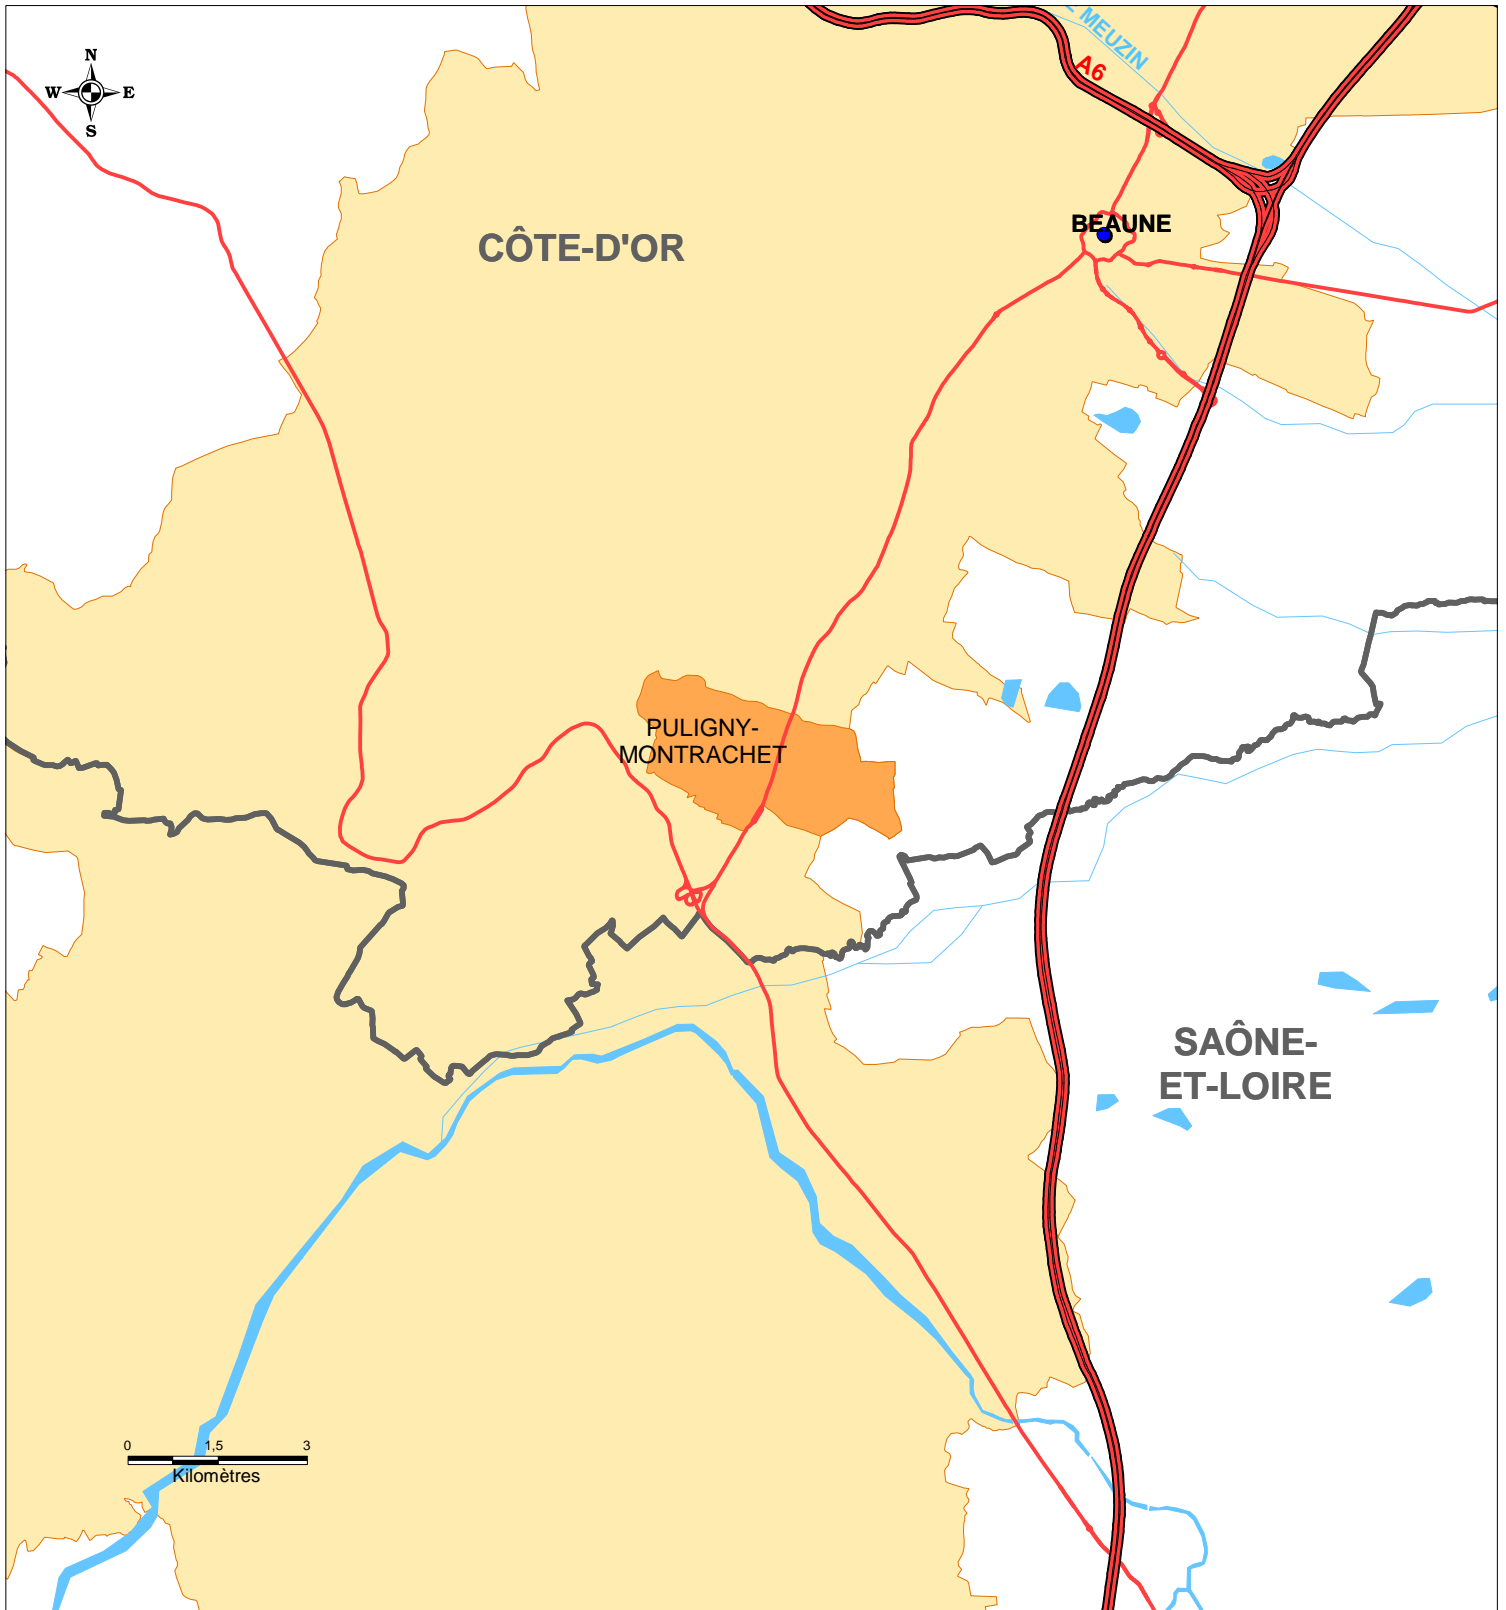 E MEUZIN
A6
N
W E
S
BEAUNE
CÔTE-D'OR
PULIGNY-
MONTRACHET
SAÔNE-
ET-LOIRE
0 1,5 3
Kilomètres